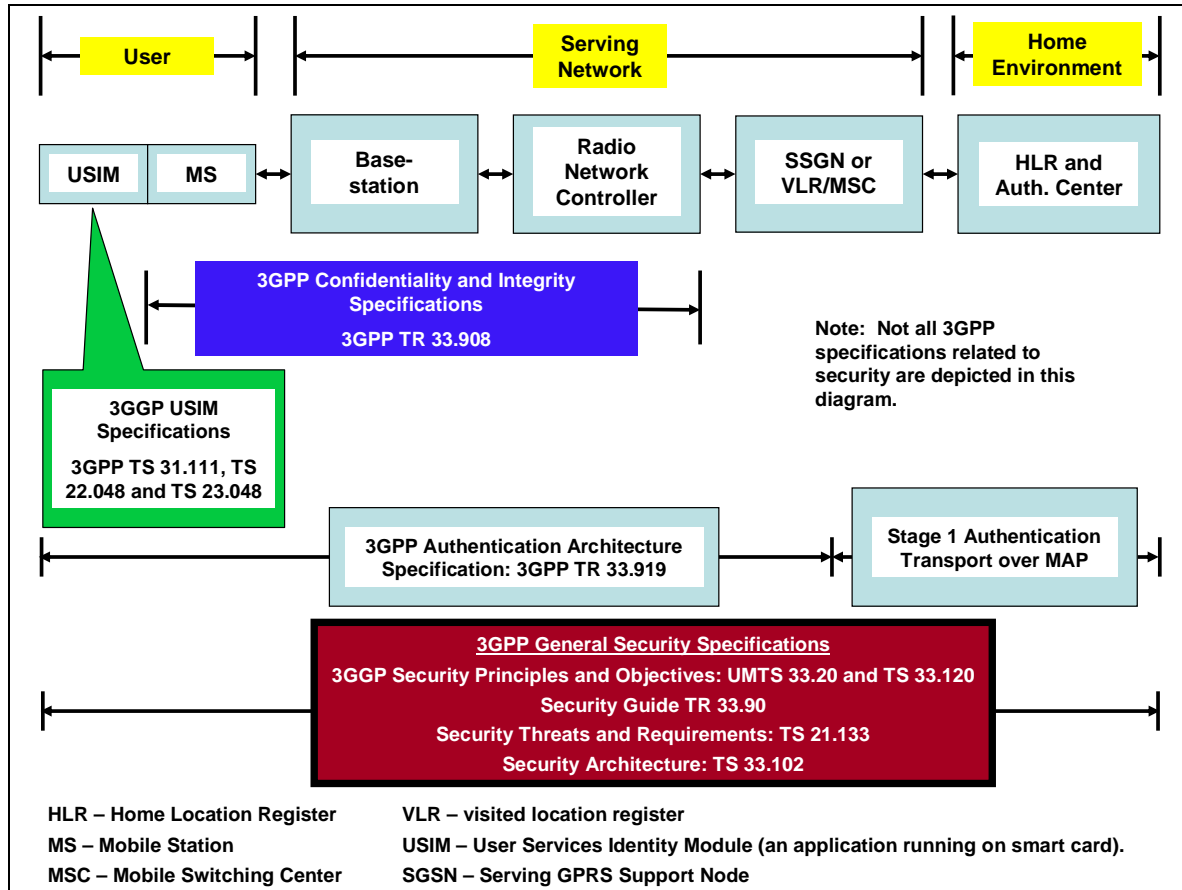 User
Serving
Network
Home
Environment
USIM
MS
Base-
station
Radio
Network
Controller
SSGN or
VLR/MSC
HLR and
Auth. Center
3GPP Confidentiality and Integrity
Specifications
3GPP TR 33.908
Note: Not all 3GPP
specifications related to
security are depicted in this
diagram.
3GGP USIM
Specifications
3GPP TS 31.111, TS
22.048 and TS 23.048
3GPP Authentication Architecture
Specification: 3GPP TR 33.919
Stage 1 Authentication
Transport over MAP
3GPP General Security Specifications
3GGP Security Principles and Objectives: UMTS 33.20 and TS 33.120
Security Guide TR 33.90
Security Threats and Requirements: TS 21.133
Security Architecture: TS 33.102
HLR – Home Location Register
VLR – visited location register
MS – Mobile Station
USIM – User Services Identity Module (an application running on smart card).
MSC – Mobile Switching Center
SGSN – Serving GPRS Support Node